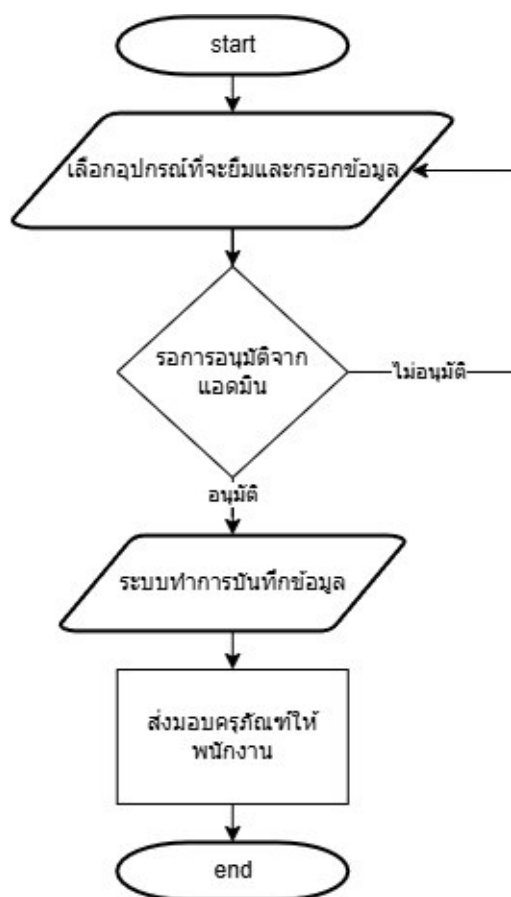 start
เลือกอุปกรณ์ที่จะยืมและกรอกข้อมูล
รอการอนุมัติจาก
แอดมิน
ไม่อนุมัติ
อนุมัติ
ระบบทำการบันทึกข้อมูล
ส่งมอบครุภัณฑ์ให้
พนักงาน
end